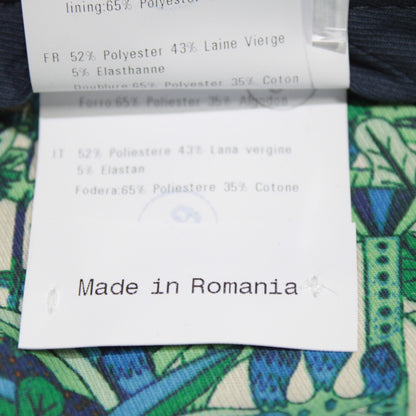 lining:65% Polyester 35%
FR 52% Polyester 43% Laine Vierge
5% Elasthanne
Doublure:65% Polyester 35% Coton
Forro:65% Poliester 35% Algodon
IT 52% Poliestere 43% Lana vergine
5% Elastan
Fodera:65% Poliestere 35% Cotone
Made in Romania